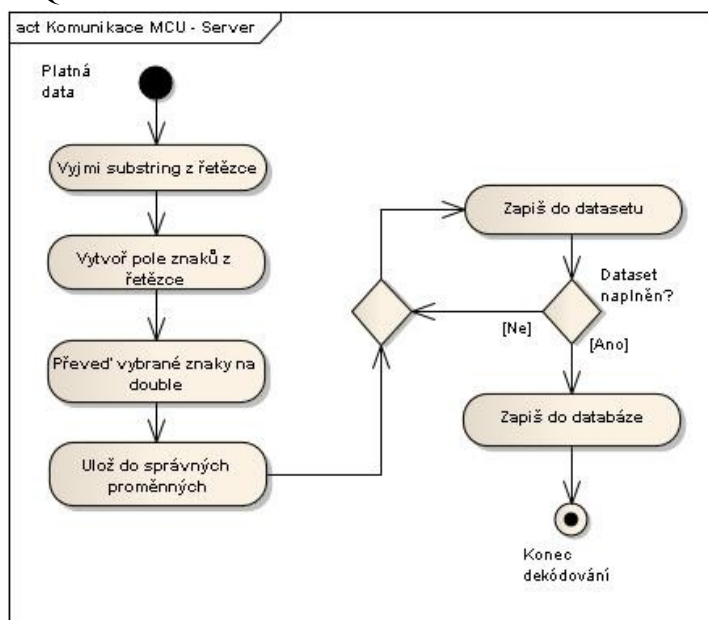 act Komunikace MCU - Server
Platná
data
Vyjmi substring z řetězce
Vytvoř pole znaků z
řetězce
Převeď vybrané znaky na
double
Ulož do správných
proměnných
Zapiš do datasetu
Dataset
naplněn?
[Ne]
[Ano]
Zapiš do databáze
Konec
dekódování